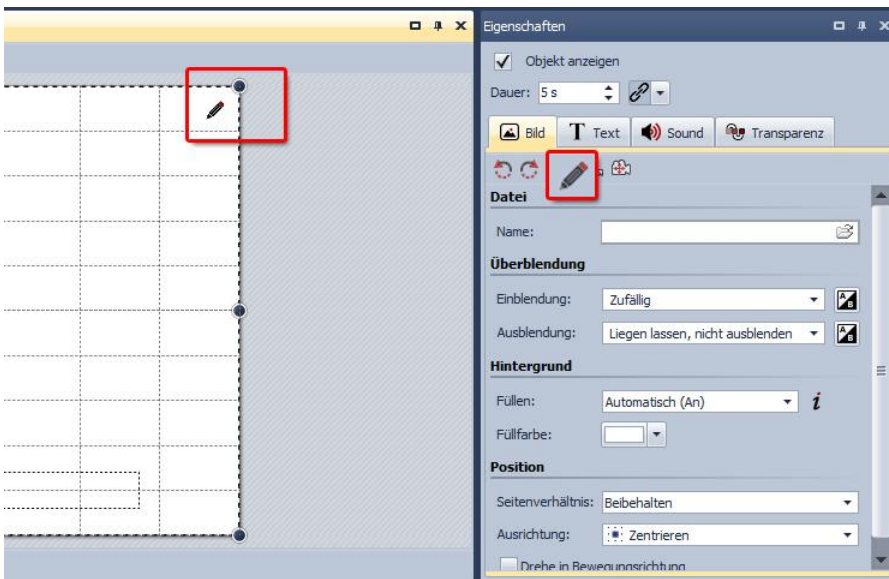 Eigenschaften
Objekt anzeigen
Dauer: 5 s
Bild T Text Sound Transparenz
Datei
Name:
Überblendung
Einblendung: Zufällig A B
Ausblendung: Liegen lassen, nicht ausblenden A B
Hintergrund
Füllen: Automatisch (An) i
Füllfarbe:
Position
Seitenverhältnis: Beibehalten
Ausrichtung: Zentrieren
Drehe in Bewegungsrichtung